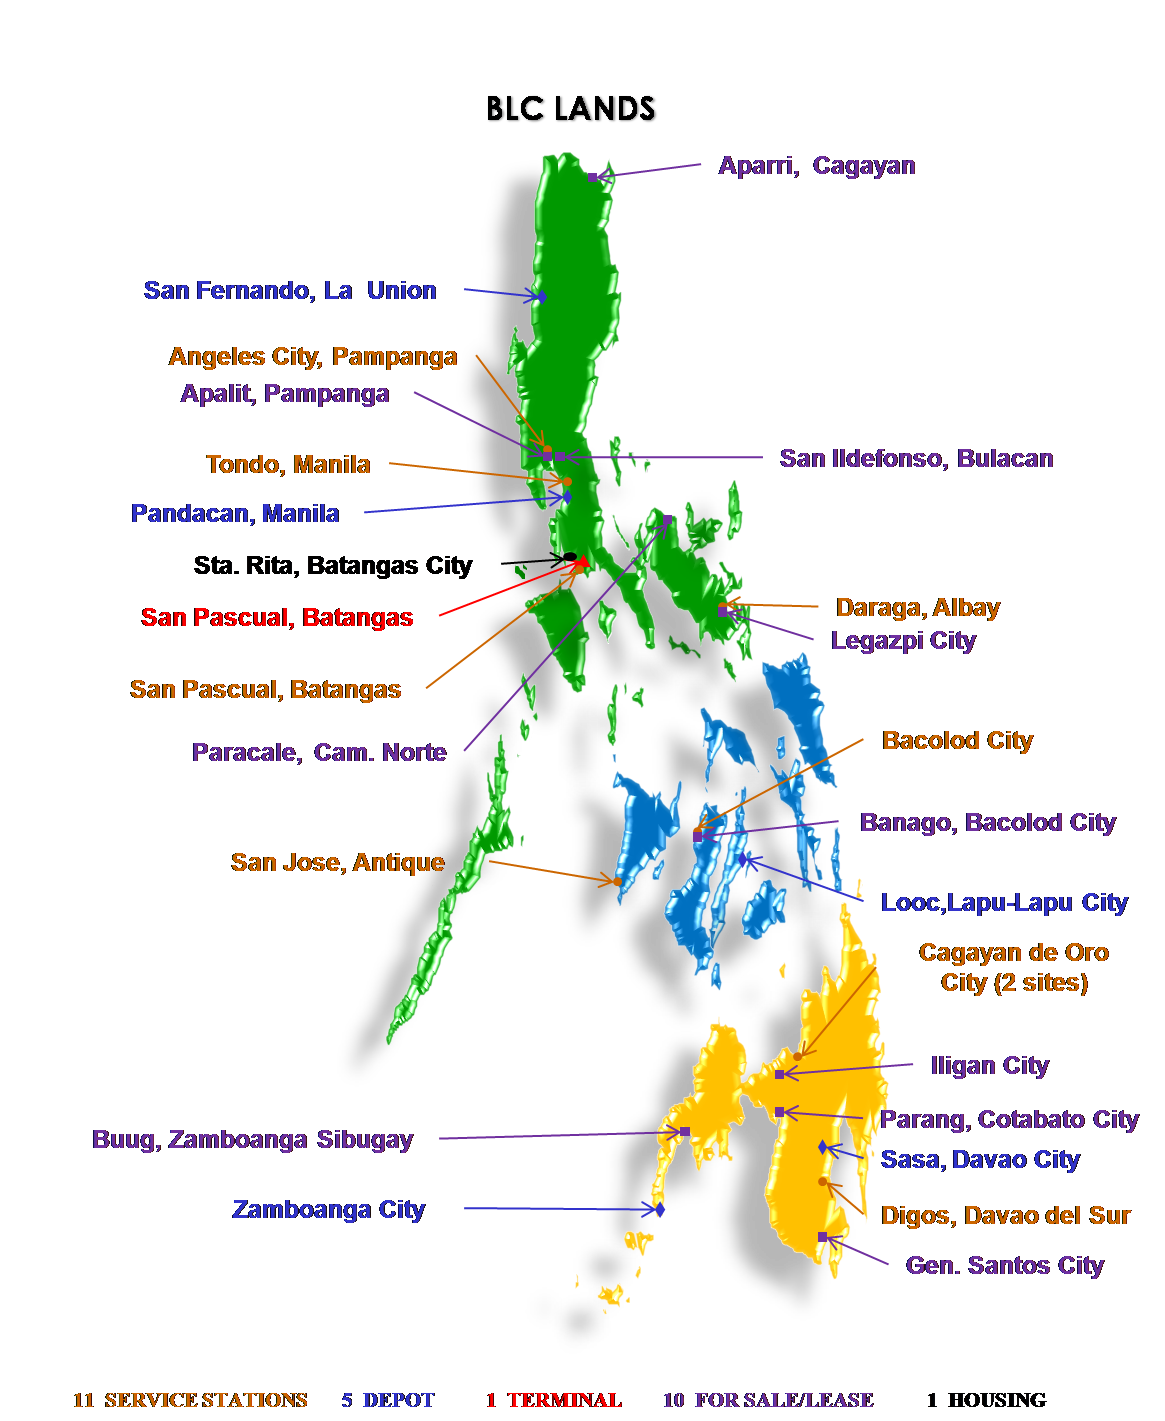 BLC LANDS
Aparri, Cagayan
San Fernando, La Union
Angeles City, Pampanga
Apalit, Pampanga
San Ildefonso, Bulacan
Tondo, Manila
Pandacan, Manila
Sta. Rita, Batangas City
San Pascual, Batangas
Daraga, Albay
Legazpi City
San Pascual, Batangas
Paracale, Cam. Norte
Bacolod City
Banago, Bacolod City
San Jose, Antique
Looc,Lapu-Lapu City
Cagayan de Oro
City (2 sites)
Iligan City
Parang, Cotabato City
Buug, Zamboanga Sibugay
Sasa, Davao City
Zamboanga City
Digos, Davao del Sur
Gen. Santos City
11 SERVICE STATIONS 5 DEPOT 1 TERMINAL 10 FOR SALE/LEASE 1 HOUSING